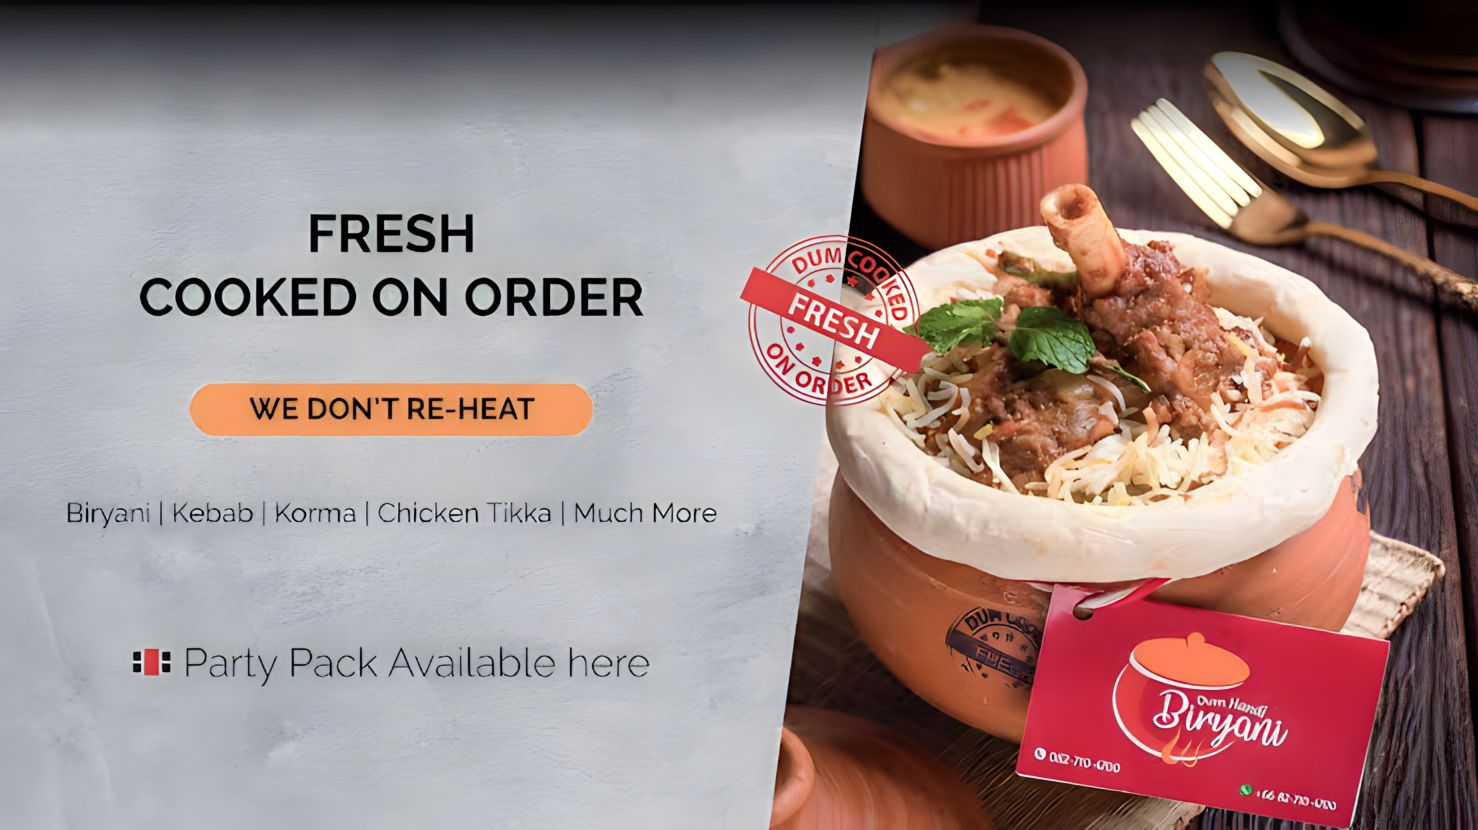 FRESH
COOKED ON ORDER
WE DON'T RE-HEAT
Biryani | Kebab | Korma | Chicken Tikka | Much More
Party Pack Available here
DUM COOKED
FRESH
ON ORDER
Dum Handi
Biryani